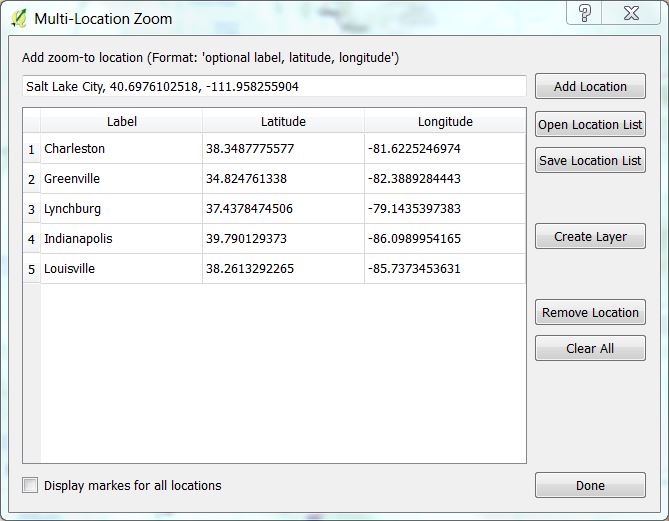 Multi-Location Zoom
Add zoom-to location (Format: 'optional label, latitude, longitude')
Salt Lake City, 40.6976102518, -111.958255904
Add Location
Label Latitude Longitude
Open Location List
1 Charleston 38.3487775577 -81.6225246974
Save Location List
2 Greenville 34.824761338 -82.3889284443
3 Lynchburg 37.4378474506 -79.1435397383
4 Indianapolis 39.790129373 -86.0989954165
Create Layer
5 Louisville 38.2613292265 -85.7373453631
Remove Location
Clear All
Display markes for all locations
Done